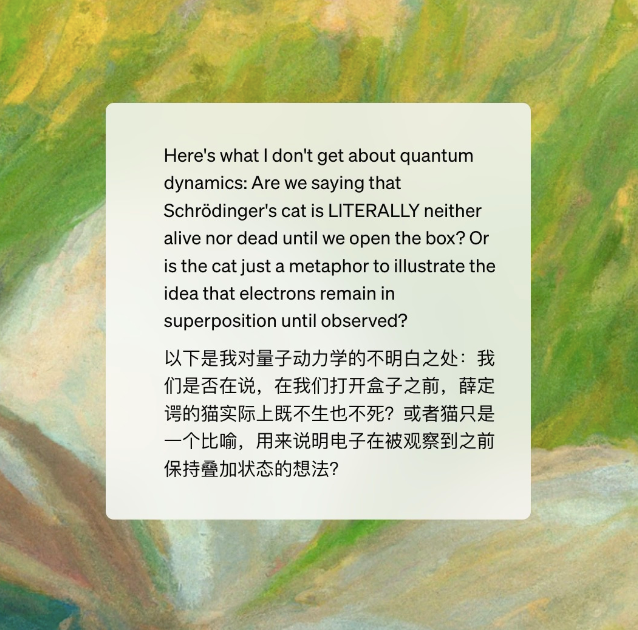 Here's what I don't get about quantum
dynamics: Are we saying that
Schrödinger's cat is LITERALLY neither
alive nor dead until we open the box? Or
is the cat just a metaphor to illustrate the
idea that electrons remain in
superposition until observed?
以下是我对量子动力学的不明白之处：我
们是否在说，在我们打开盒子之前，薛定
谔的猫实际上既不生也不死？或者猫只是
一个比喻，用来说明电子在被观察到之前
保持叠加状态的想法？